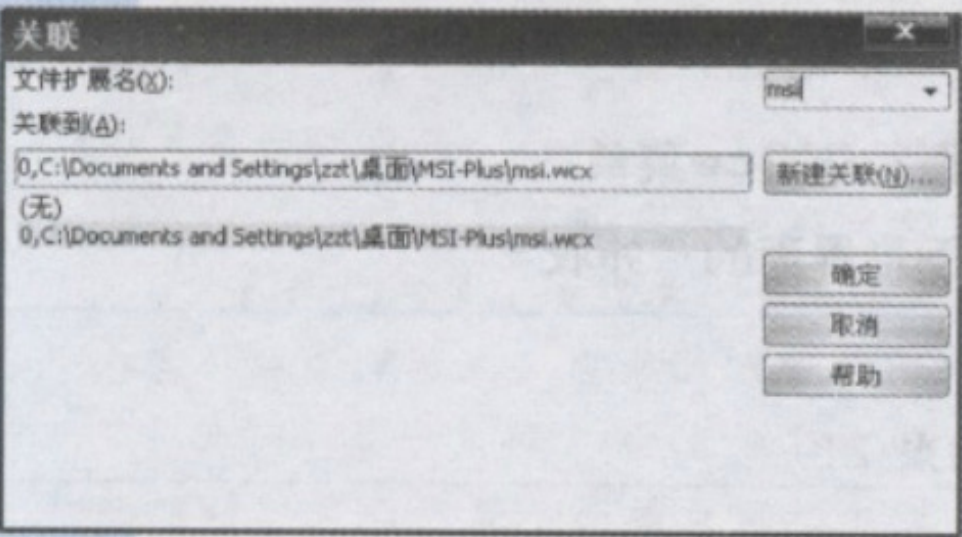 关联
文件扩展名(X):
msi
关联到(A):
0,C:\Documents and Settings\zzt\桌面\MSI-Plus\msi.wcx
新建关联(N)...
(无)
0,C:\Documents and Settings\zzt\桌面\MSI-Plus\msi.wcx
确定
取消
帮助